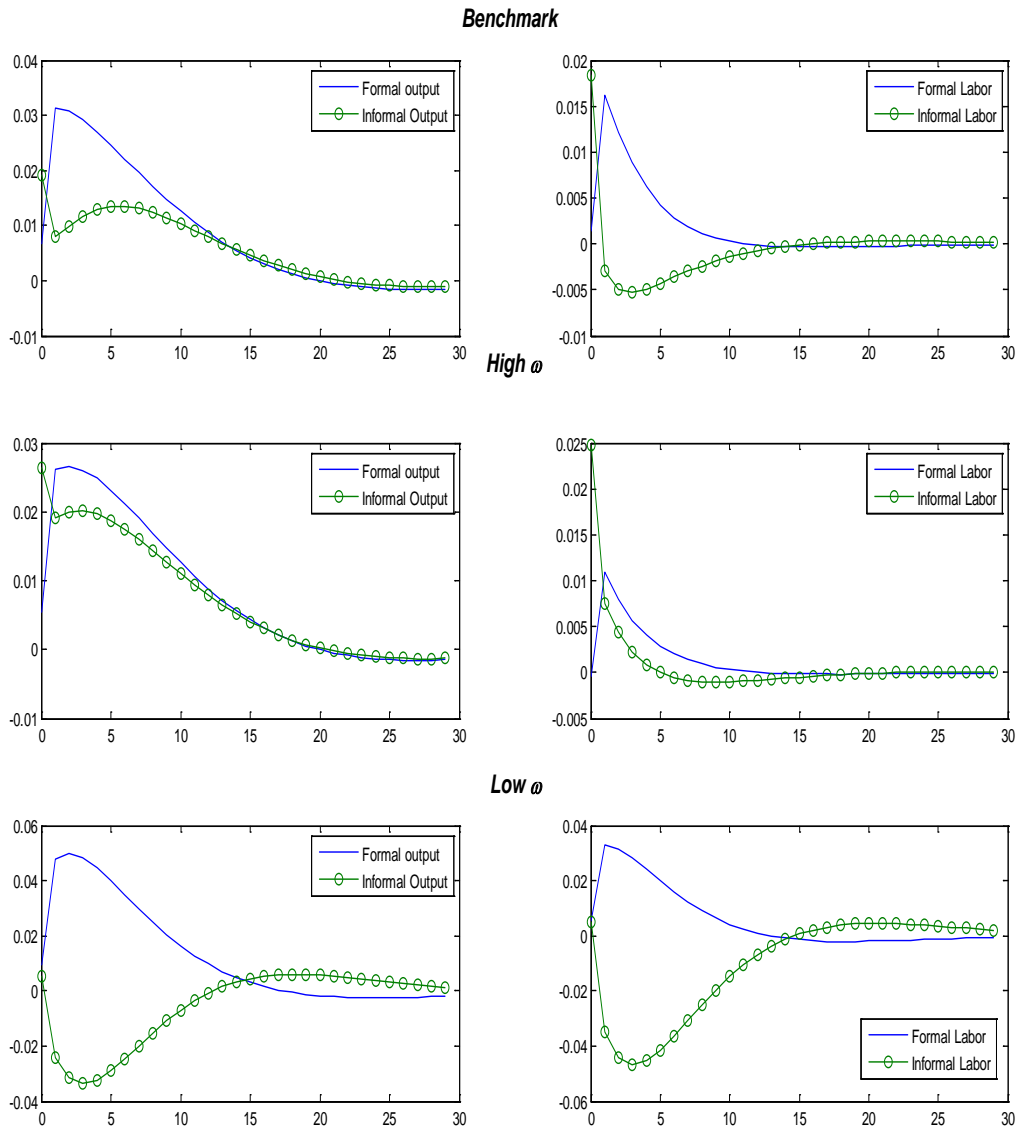 Benchmark
0.04
0.03
0.02
0.01
0
-0.01
0 5 10 15 20 25 30
Formal output
Informal Output
0.02
0.015
0.01
0.005
0
-0.005
-0.01
0 5 10 15 20 25 30
Formal Labor
Informal Labor
High ω
0.03
0.02
0.01
0
-0.01
0 5 10 15 20 25 30
Formal output
Informal Output
0.025
0.02
0.015
0.01
0.005
0
-0.005
0 5 10 15 20 25 30
Formal Labor
Informal Labor
Low ω
0.06
0.04
0.02
0
-0.02
-0.04
0 5 10 15 20 25 30
Formal output
Informal Output
0.04
0.02
0
-0.02
-0.04
-0.06
0 5 10 15 20 25 30
Formal Labor
Informal Labor